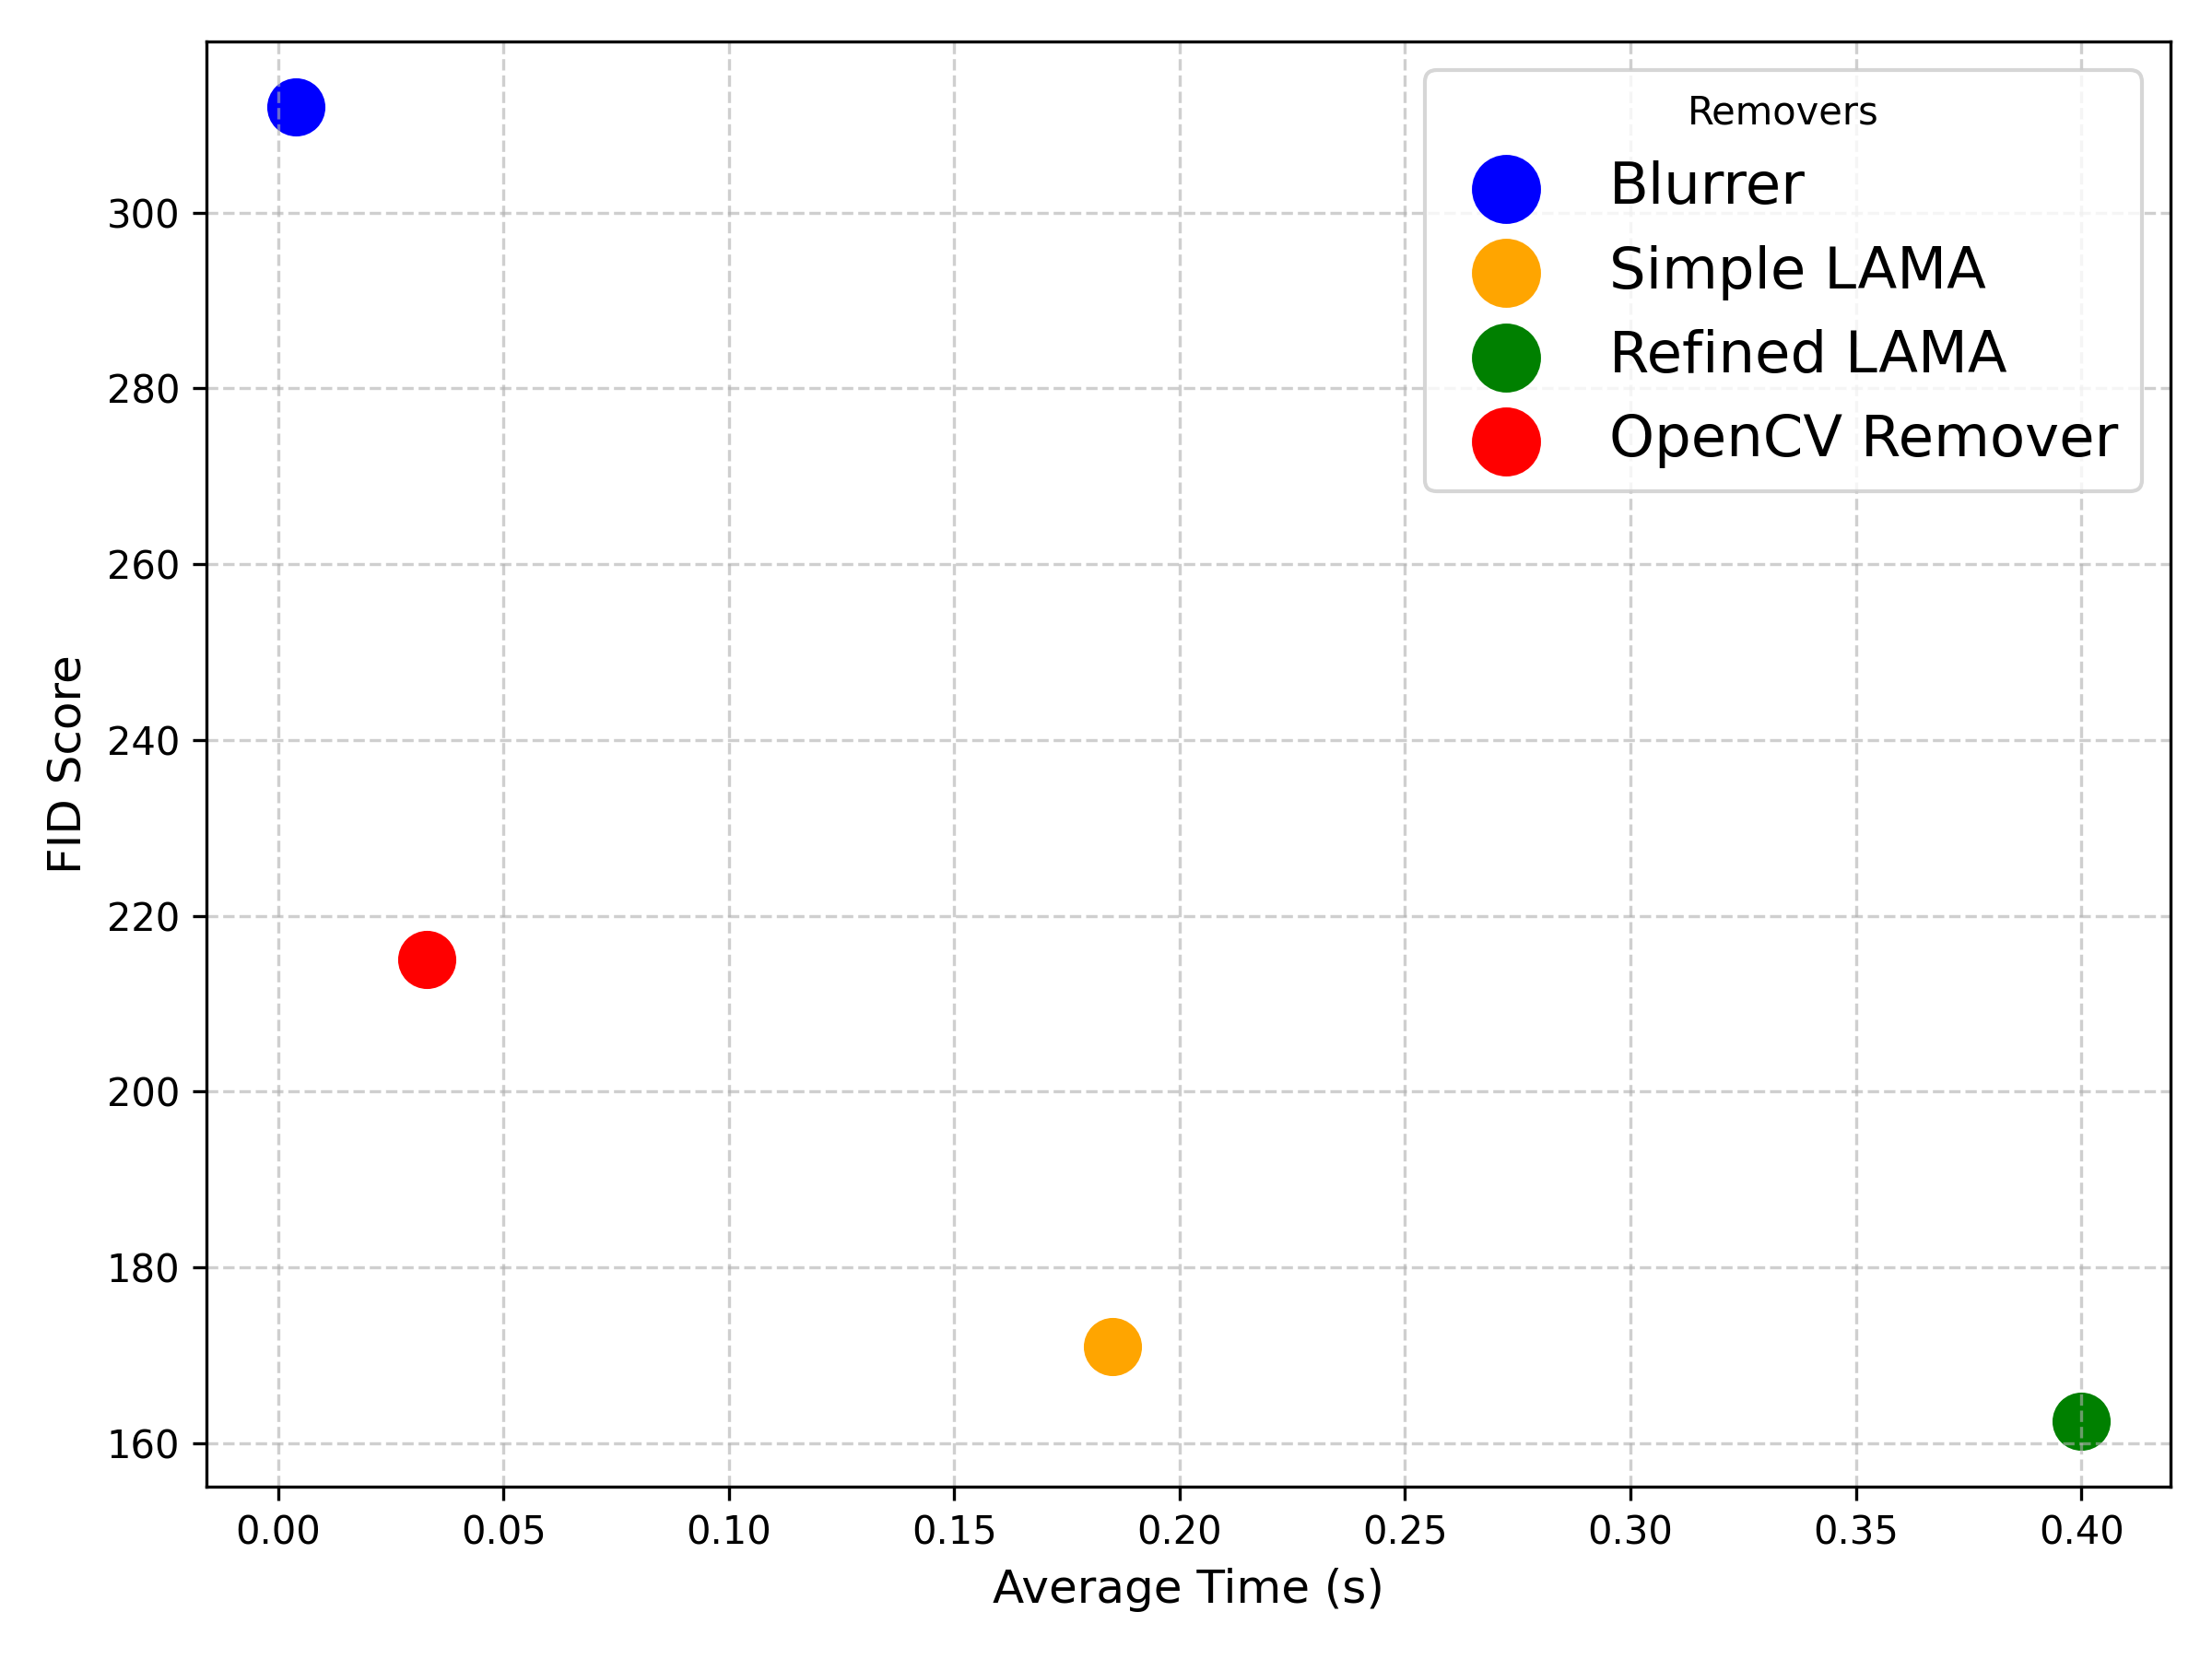 Removers
Blurrer
Simple LAMA
Refined LAMA
OpenCV Remover
FID Score
300
280
260
240
220
200
180
160
0.00 0.05 0.10 0.15 0.20 0.25 0.30 0.35 0.40
Average Time (s)